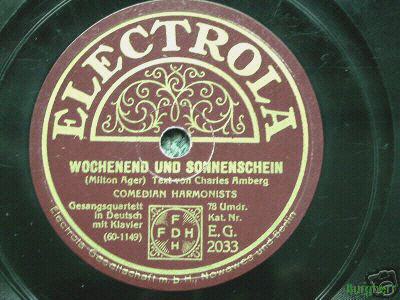 ELECTROLA
WOCHENEND UND SONNENSCHEIN
(Milton Ager) Text von Charles Amberg
COMEDIAN HARMONISTS
Gesangsquartett
in Deutsch
mit Klavier
(60-1149)
F
F D H
H
78 Umdr.
Kat. Nr.
E.G.
2033
Electrola-Gesellschaft m.b.H., Nowawes und Berlin